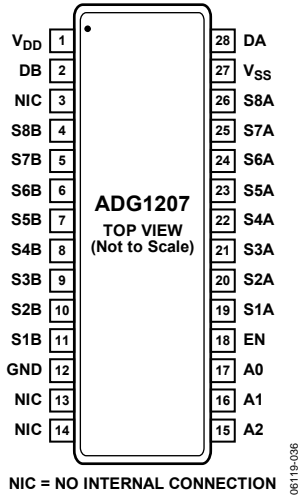 VDD 1 28 DA
DB 2 27 VSS
NIC 3 26 S8A
S8B 4 25 S7A
S7B 5 24 S6A
S6B 6 23 S5A
S5B 7 22 S4A
S4B 8 21 S3A
S3B 9 20 S2A
S2B 10 19 S1A
S1B 11 18 EN
GND 12 17 A0
NIC 13 16 A1
NIC 14 15 A2
ADG1207
TOP VIEW
(Not to Scale)
NIC = NO INTERNAL CONNECTION
06119-036